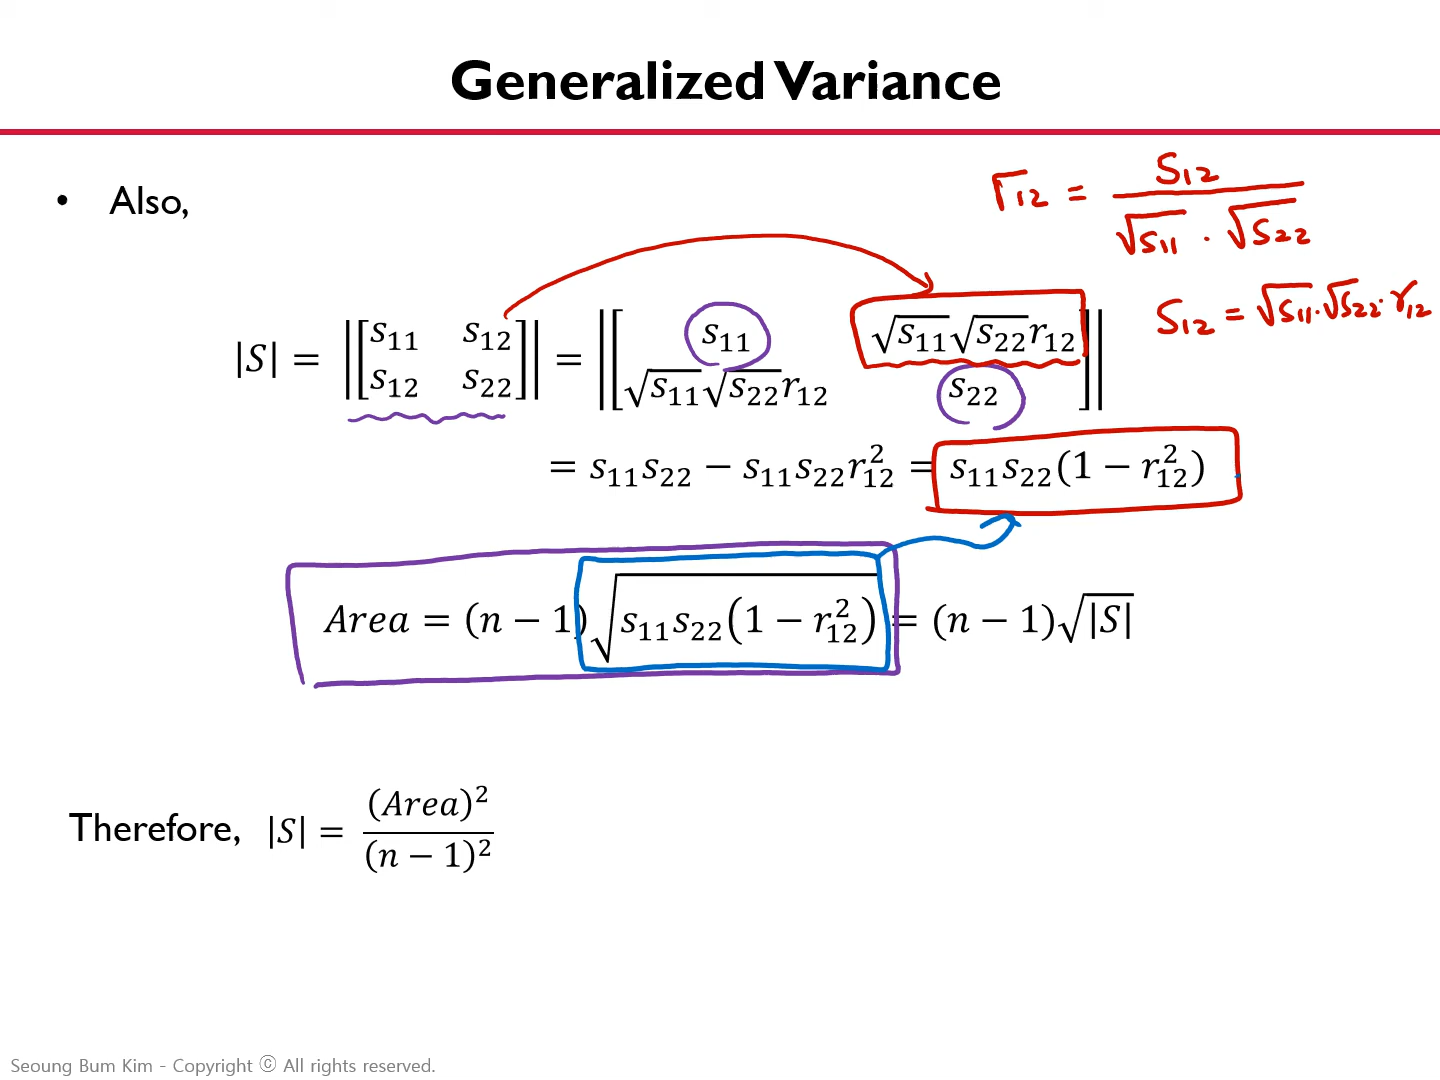 Generalized Variance
• Also,
r₁₂ = s₁₂ / (√s₁₁ · √s₂₂)
s₁₂ = √s₁₁ · √s₂₂ · r₁₂
|S| = |[s₁₁ s₁₂; s₁₂ s₂₂]| = |[s₁₁ √s₁₁√s₂₂r₁₂; √s₁₁√s₂₂r₁₂ s₂₂]|
= s₁₁s₂₂ − s₁₁s₂₂r₁₂² = s₁₁s₂₂(1 − r₁₂²)
Area = (n − 1)√(s₁₁s₂₂(1 − r₁₂²)) = (n − 1)√|S|
Therefore, |S| = (Area)² / (n − 1)²
Seoung Bum Kim - Copyright ⓒ All rights reserved.